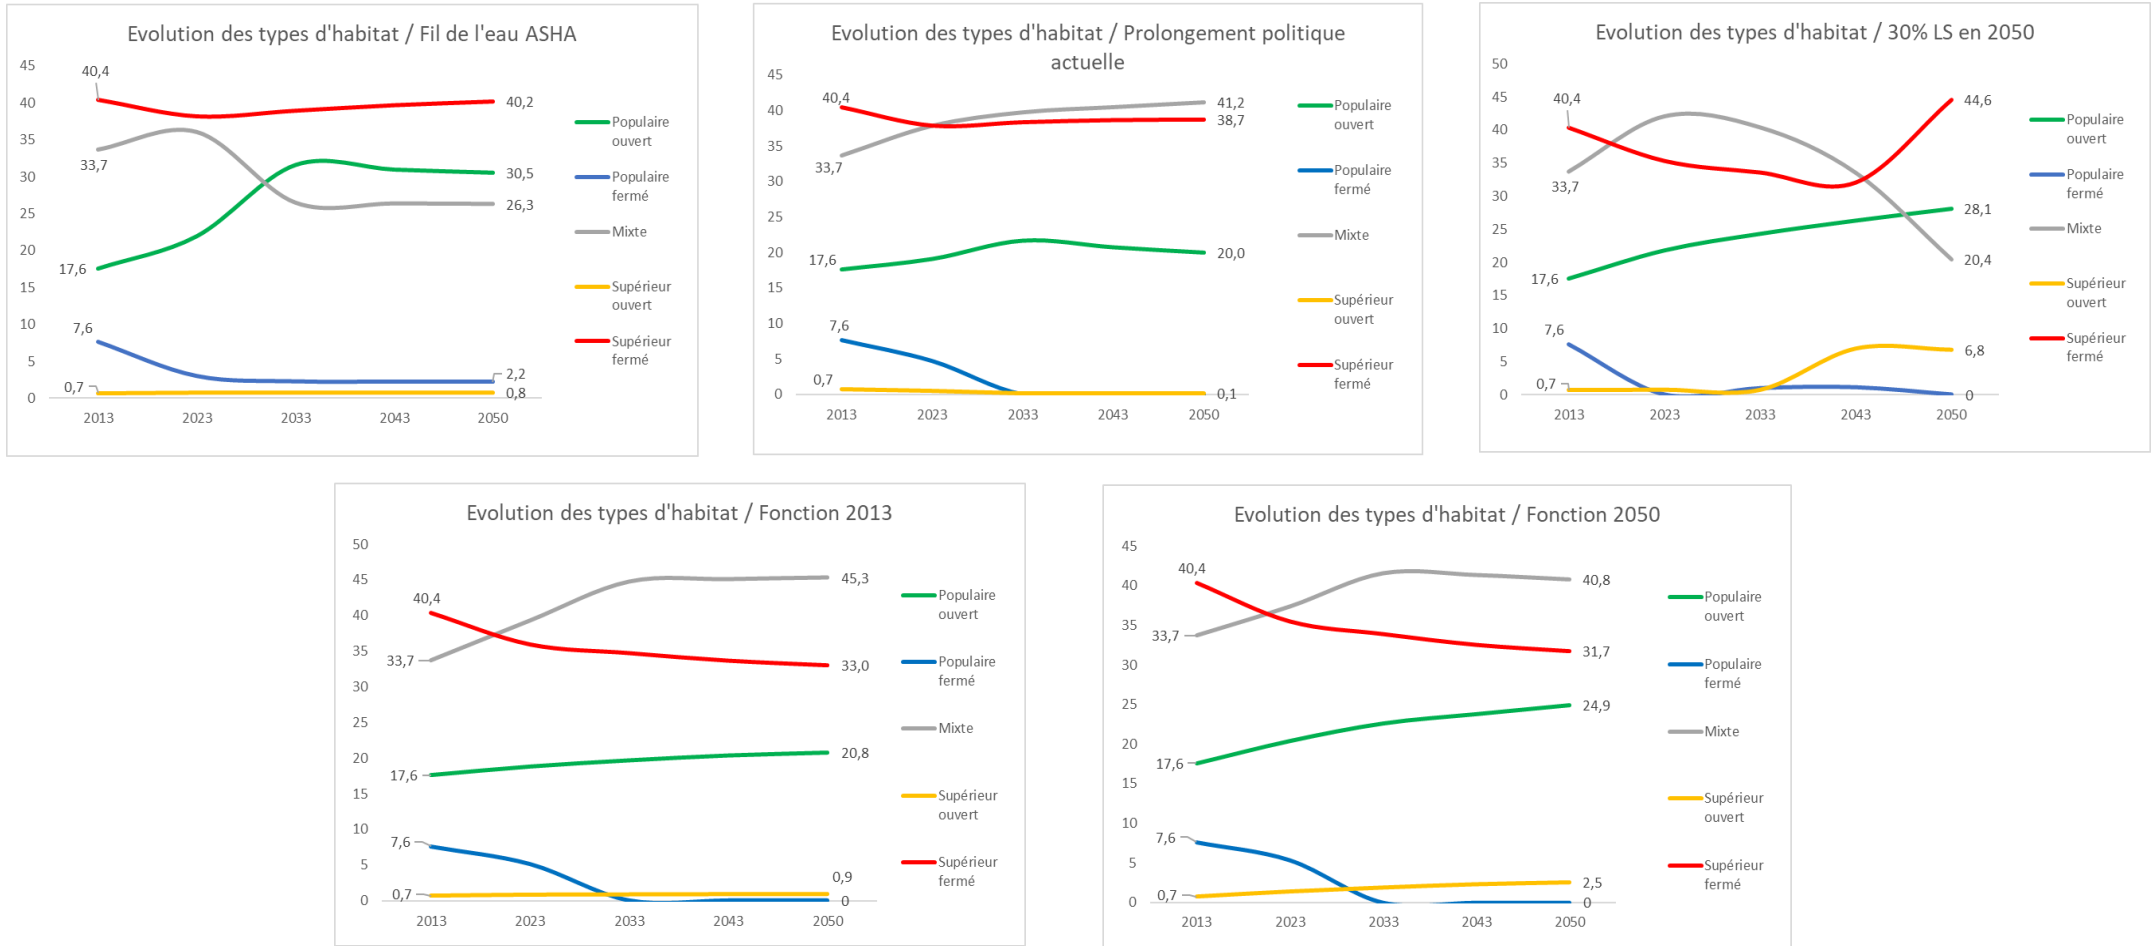 Evolution des types d'habitat / Fil de l'eau ASHA
45
40
35
30
25
20
15
10
5
0
40,4
33,7
17,6
7,6
0,7
40,2
30,5
26,3
2,2
0,8
2013 2023 2033 2043 2050
Populaire
ouvert
Populaire
fermé
Mixte
Supérieur
ouvert
Supérieur
fermé
Evolution des types d'habitat / Prolongement politique
actuelle
45
40
35
30
25
20
15
10
5
0
40,4
33,7
17,6
7,6
0,7
41,2
38,7
20,0
0,1
2013 2023 2033 2043 2050
Populaire
ouvert
Populaire
fermé
Mixte
Supérieur
ouvert
Supérieur
fermé
Evolution des types d'habitat / 30% LS en 2050
50
45
40
35
30
25
20
15
10
5
0
40,4
33,7
17,6
7,6
0,7
44,6
28,1
20,4
6,8
0
2013 2023 2033 2043 2050
Populaire
ouvert
Populaire
fermé
Mixte
Supérieur
ouvert
Supérieur
fermé
Evolution des types d'habitat / Fonction 2013
50
45
40
35
30
25
20
15
10
5
0
40,4
33,7
17,6
7,6
0,7
45,3
33,0
20,8
0,9
0
2013 2023 2033 2043 2050
Populaire
ouvert
Populaire
fermé
Mixte
Supérieur
ouvert
Supérieur
fermé
Evolution des types d'habitat / Fonction 2050
45
40
35
30
25
20
15
10
5
0
40,4
33,7
17,6
7,6
0,7
40,8
31,7
24,9
2,5
0
2013 2023 2033 2043 2050
Populaire
ouvert
Populaire
fermé
Mixte
Supérieur
ouvert
Supérieur
fermé